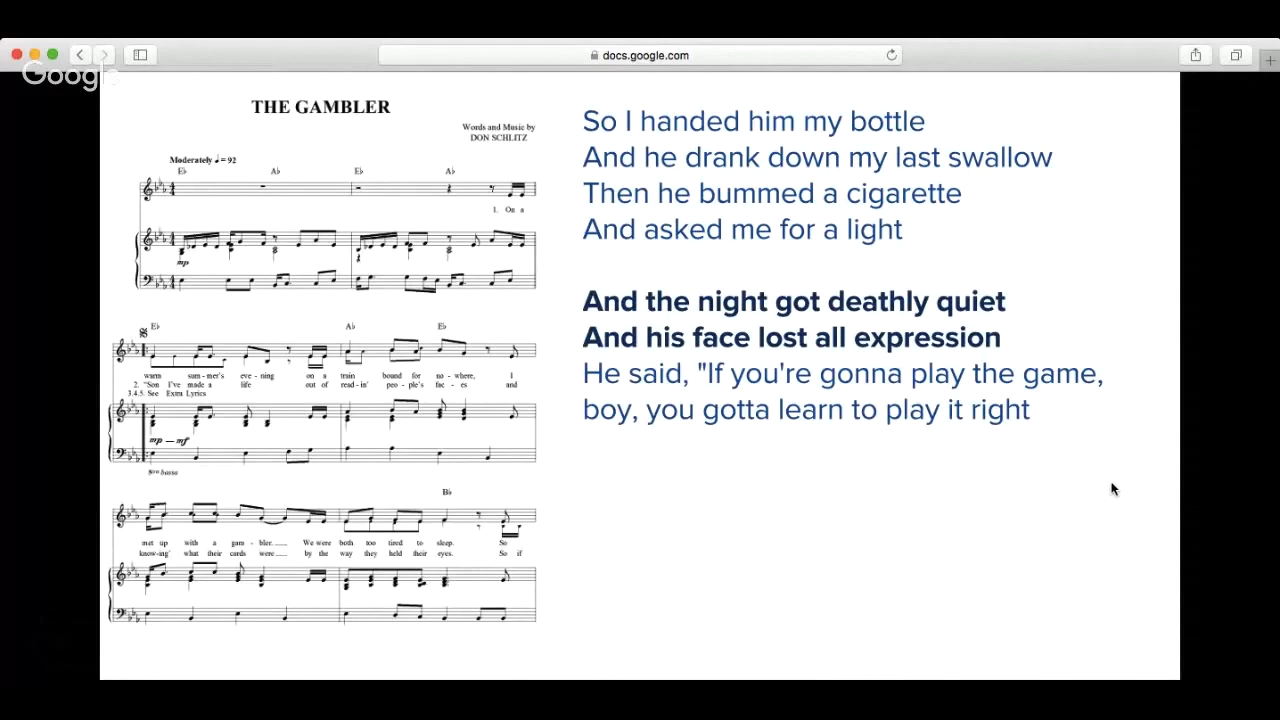 docs.google.com
Google
THE GAMBLER
Words and Music by
DON SCHLITZ
Moderately ♩= 92
E♭ A♭ E♭ A♭
1. On a
mp
E♭ A♭ E♭
warm sum - mer's eve - ning on a train bound for no - where, I
2. "Son I've made a life out of read - in' peo - ple's fac - es and
3.4.5. See Extra Lyrics
mp — mf
8va bassa
B♭
met up with a gam - bler. We were both too tired to sleep. So
know-ing' what their cards were by the way they held their eyes. So if
So I handed him my bottle
And he drank down my last swallow
Then he bummed a cigarette
And asked me for a light
And the night got deathly quiet
And his face lost all expression
He said, "If you're gonna play the game,
boy, you gotta learn to play it right